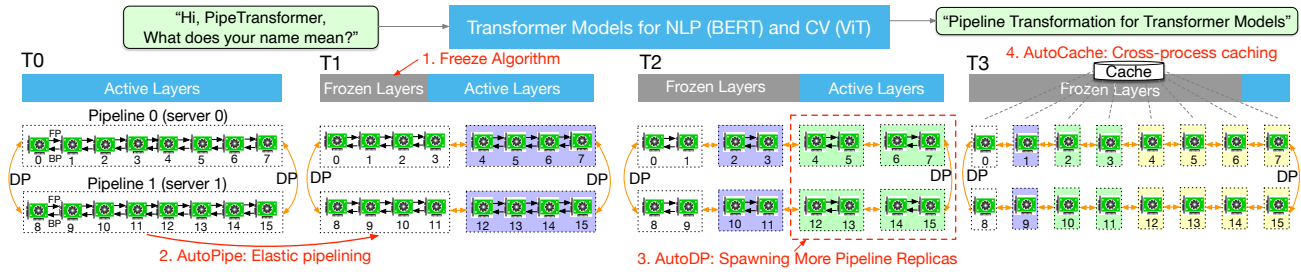 “Hi, PipeTransformer,
What does your name mean?”
Transformer Models for NLP (BERT) and CV (ViT)
“Pipeline Transformation for Transformer Models”
T0
T1
1. Freeze Algorithm
T2
T3
4. AutoCache: Cross-process caching
Cache
Active Layers
Frozen Layers
Active Layers
Frozen Layers
Active Layers
Frozen Layers
Pipeline 0 (server 0)
FP
BP
0 1 2 3 4 5 6 7
0 1 2 3
4 5 6 7
0 1
2 3
4 5
6 7
0 1 2 3 4 5 6 7
DP
DP
DP
DP
DP
DP
Pipeline 1 (server 1)
FP
BP
8 9 10 11 12 13 14 15
8 9 10 11
12 13 14 15
8 9
10 11
12 13
14 15
8 9 10 11 12 13 14 15
2. AutoPipe: Elastic pipelining
3. AutoDP: Spawning More Pipeline Replicas